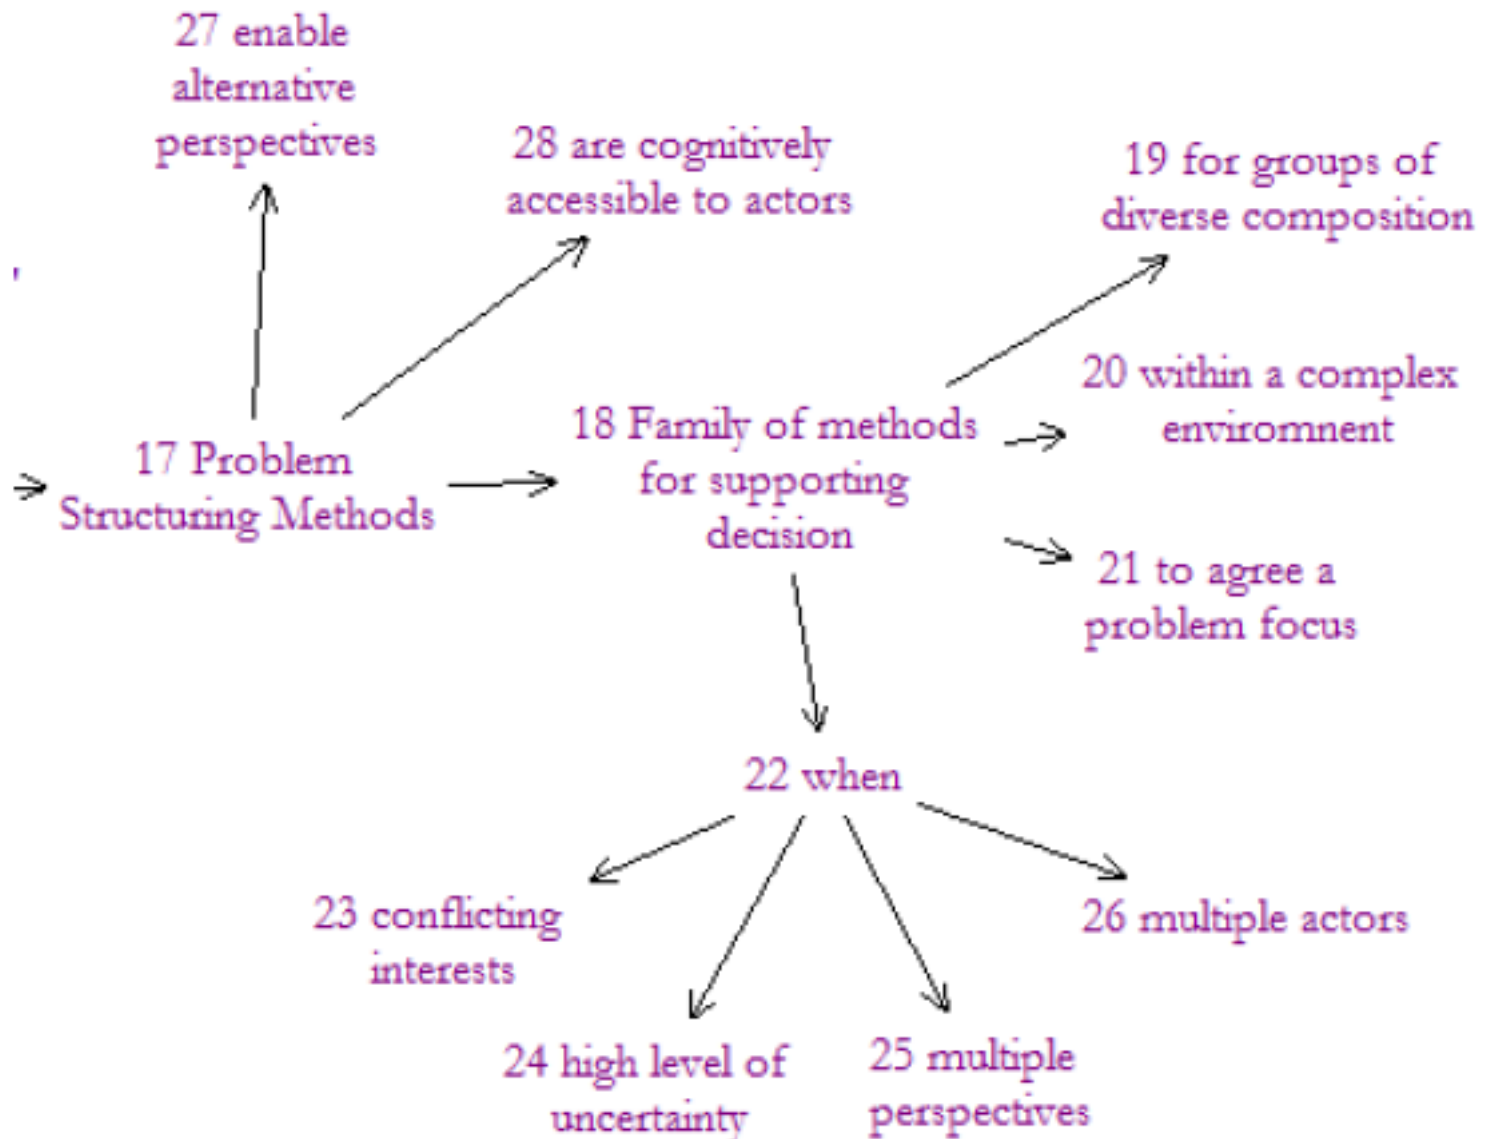 27 enable
alternative
perspectives
28 are cognitively
accessible to actors
19 for groups of
diverse composition
20 within a complex
enviromnent
17 Problem
Structuring Methods
18 Family of methods
for supporting
decision
21 to agree a
problem focus
22 when
23 conflicting
interests
26 multiple actors
24 high level of
uncertainty
25 multiple
perspectives